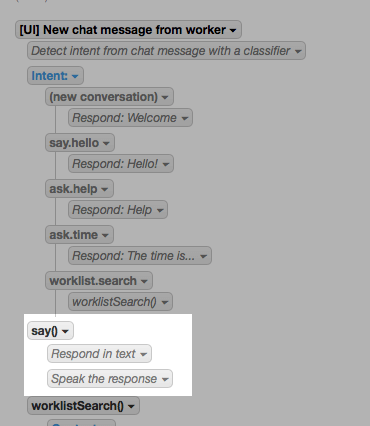 [UI] New chat message from worker
Detect intent from chat message with a classifier
Intent:
(new conversation)
Respond: Welcome
say.hello
Respond: Hello!
ask.help
Respond: Help
ask.time
Respond: The time is...
worklist.search
worklistSearch()
say()
Respond in text
Speak the response
worklistSearch()